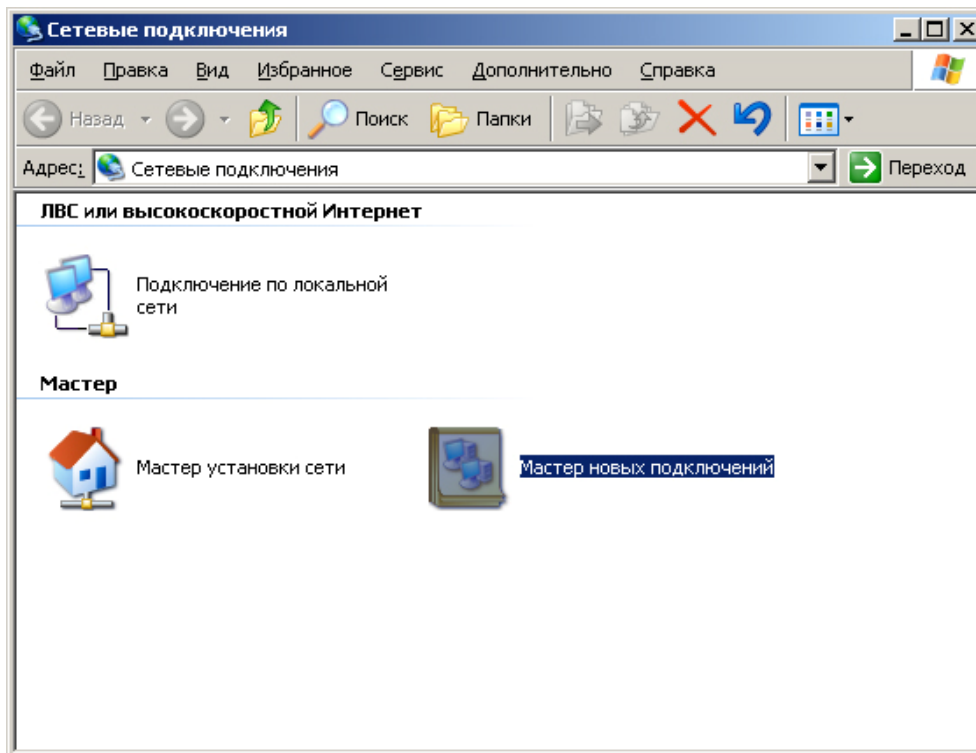 Сетевые подключения
Файл Правка Вид Избранное Сервис Дополнительно Справка
Назад Поиск Папки
Адрес: Сетевые подключения Переход
ЛВС или высокоскоростной Интернет
Подключение по локальной
сети
Мастер
Мастер установки сети Мастер новых подключений